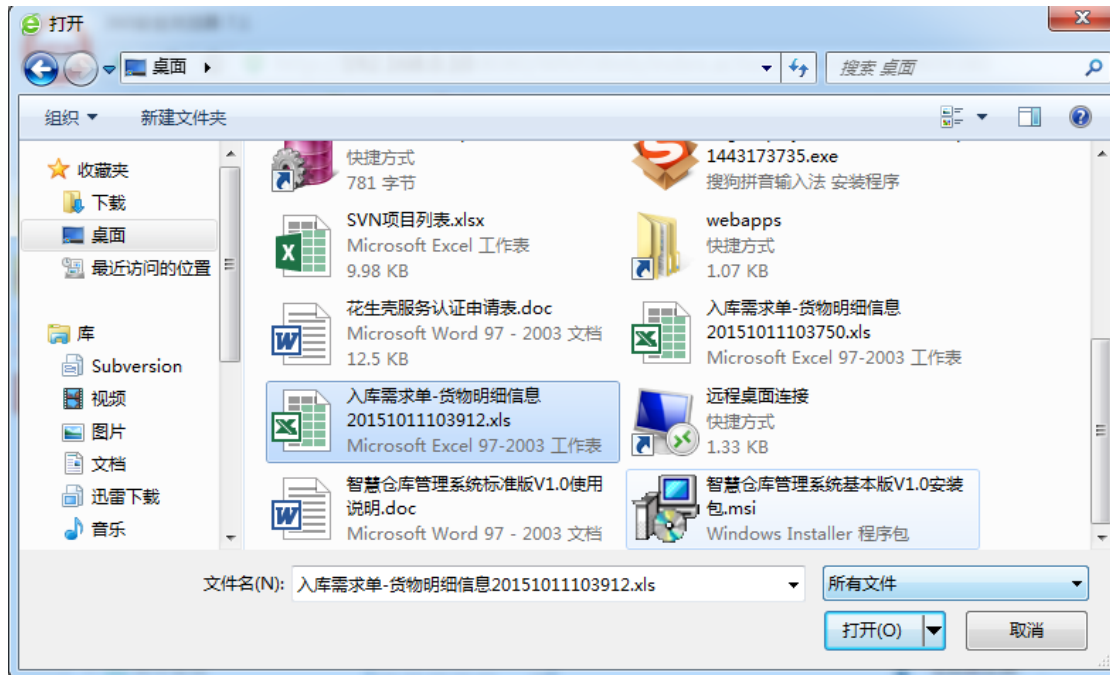 打开
桌面
搜索 桌面
组织
新建文件夹
收藏夹
下载
桌面
最近访问的位置
库
Subversion
视频
图片
文档
迅雷下载
音乐
快捷方式
781 字节
1443173735.exe
搜狗拼音输入法 安装程序
SVN项目列表.xlsx
Microsoft Excel 工作表
9.98 KB
webapps
快捷方式
1.07 KB
花生壳服务认证申请表.doc
Microsoft Word 97 - 2003 文档
12.5 KB
入库需求单-货物明细信息
20151011103750.xls
Microsoft Excel 97-2003 工作表
入库需求单-货物明细信息
20151011103912.xls
Microsoft Excel 97-2003 工作表
远程桌面连接
快捷方式
1.33 KB
智慧仓库管理系统标准版V1.0使用
说明.doc
Microsoft Word 97 - 2003 文档
智慧仓库管理系统基本版V1.0安装
包.msi
Windows Installer 程序包
文件名(N):
入库需求单-货物明细信息20151011103912.xls
所有文件
打开(O)
取消